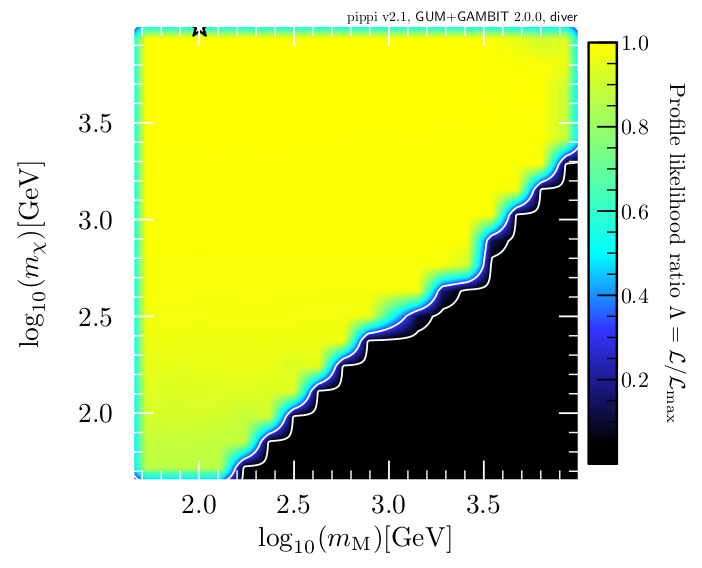 pippi v2.1, GUM+GAMBIT 2.0.0, diver
1.0
0.8
0.6
0.4
0.2
Profile likelihood ratio Λ = ℒ/ℒmax
3.5
3.0
2.5
2.0
log₁₀(mχ)[GeV]
2.0 2.5 3.0 3.5
log₁₀(mM)[GeV]